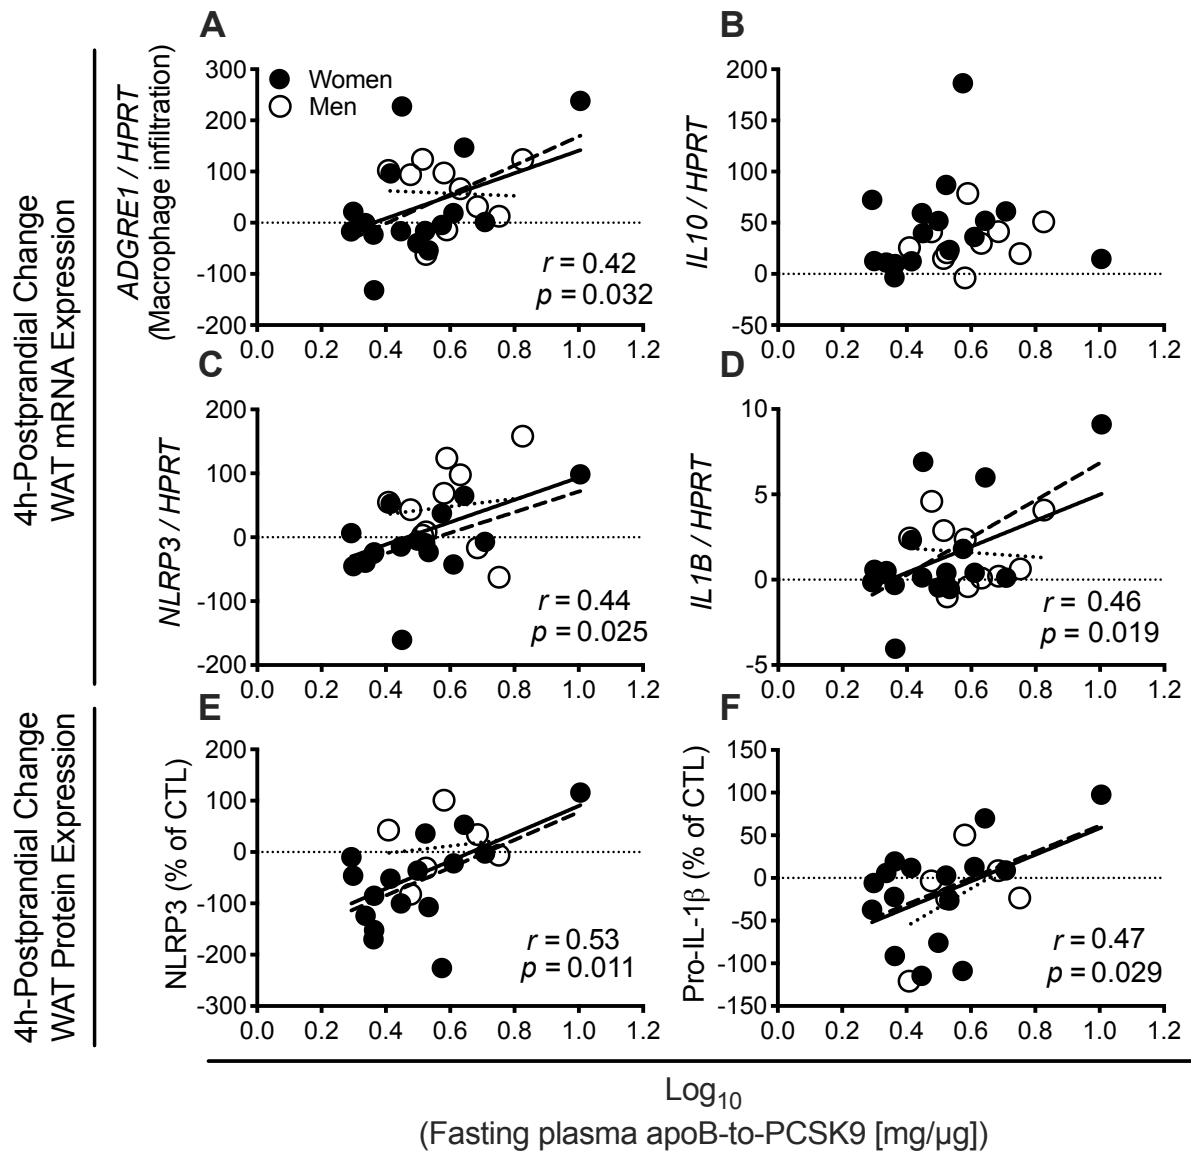 A
B
300
200
100
0
-100
-200
Women
Men
ADGRE1 / HPRT
(Macrophage infiltration)
r = 0.42
p = 0.032
0.0 0.2 0.4 0.6 0.8 1.0 1.2
200
150
100
50
0
-50
IL10 / HPRT
0.0 0.2 0.4 0.6 0.8 1.0 1.2
4h-Postprandial Change
WAT mRNA Expression
C
D
200
100
0
-100
-200
NLRP3 / HPRT
r = 0.44
p = 0.025
0.0 0.2 0.4 0.6 0.8 1.0 1.2
10
5
0
-5
IL1B / HPRT
r = 0.46
p = 0.019
0.0 0.2 0.4 0.6 0.8 1.0 1.2
4h-Postprandial Change
WAT Protein Expression
E
F
200
100
0
-100
-200
-300
NLRP3 (% of CTL)
r = 0.53
p = 0.011
0.0 0.2 0.4 0.6 0.8 1.0 1.2
150
100
50
0
-50
-100
-150
Pro-IL-1β (% of CTL)
r = 0.47
p = 0.029
0.0 0.2 0.4 0.6 0.8 1.0 1.2
Log10
(Fasting plasma apoB-to-PCSK9 [mg/µg])